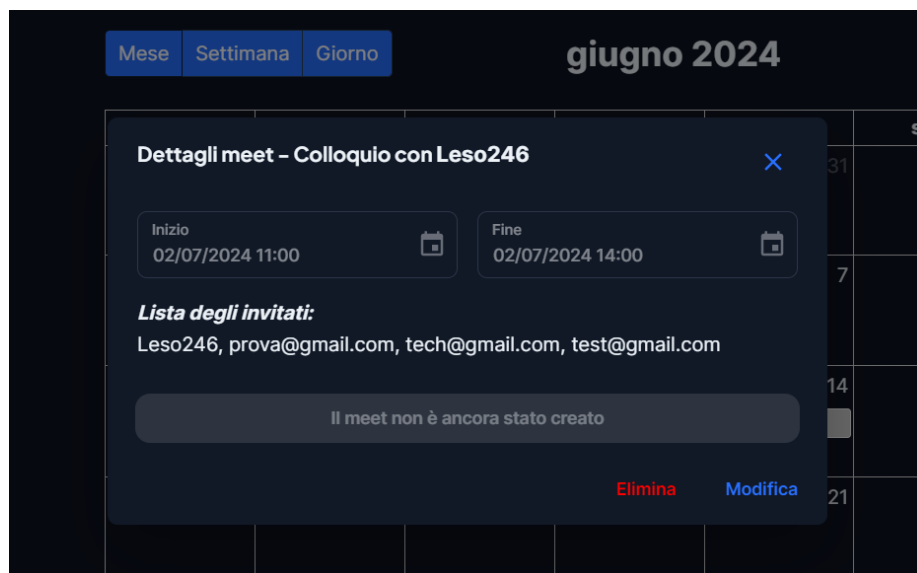 Mese Settimana Giorno
giugno 2024
s
Dettagli meet – Colloquio con Leso246
31
Inizio
02/07/2024 11:00
Fine
02/07/2024 14:00
7
Lista degli invitati:
Leso246, prova@gmail.com, tech@gmail.com, test@gmail.com
14
Il meet non è ancora stato creato
Elimina Modifica
21